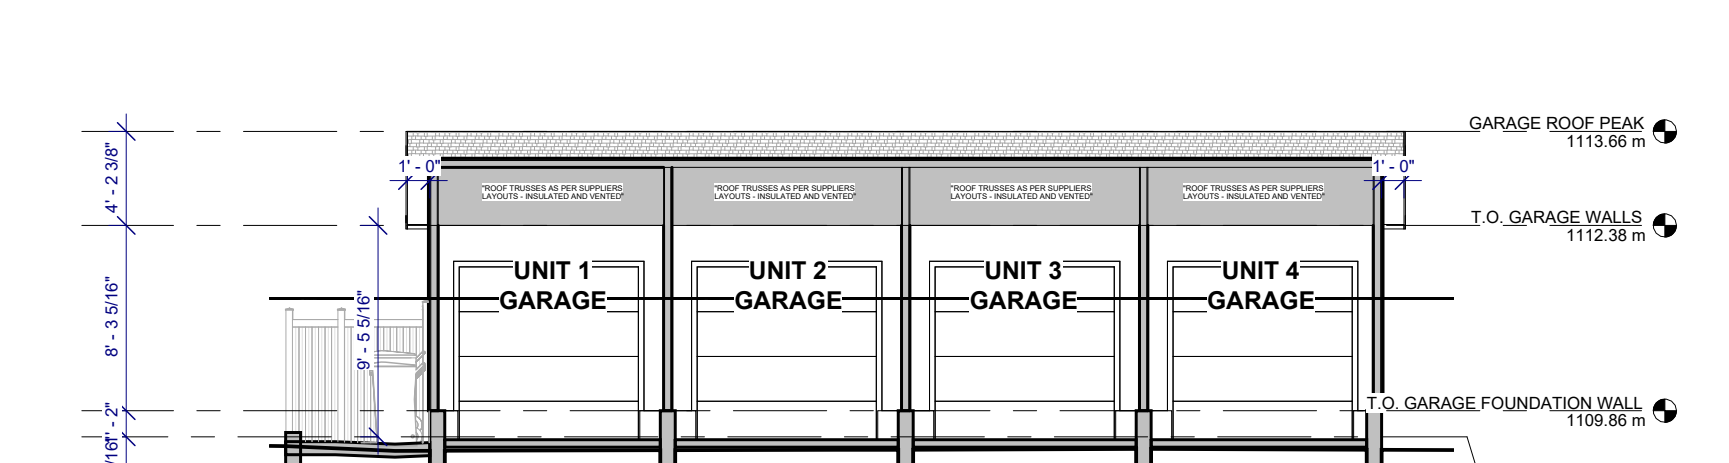 GARAGE ROOF PEAK
1113.66 m
4' - 2 3/8"
1' - 0"
1' - 0"
"ROOF TRUSSES AS PER SUPPLIERS
LAYOUTS - INSULATED AND VENTED"
"ROOF TRUSSES AS PER SUPPLIERS
LAYOUTS - INSULATED AND VENTED"
"ROOF TRUSSES AS PER SUPPLIERS
LAYOUTS - INSULATED AND VENTED"
"ROOF TRUSSES AS PER SUPPLIERS
LAYOUTS - INSULATED AND VENTED"
T.O. GARAGE WALLS
1112.38 m
8' - 3 5/16"
9' - 5 5/16"
UNIT 1
GARAGE
UNIT 2
GARAGE
UNIT 3
GARAGE
UNIT 4
GARAGE
T.O. GARAGE FOUNDATION WALL
1109.86 m